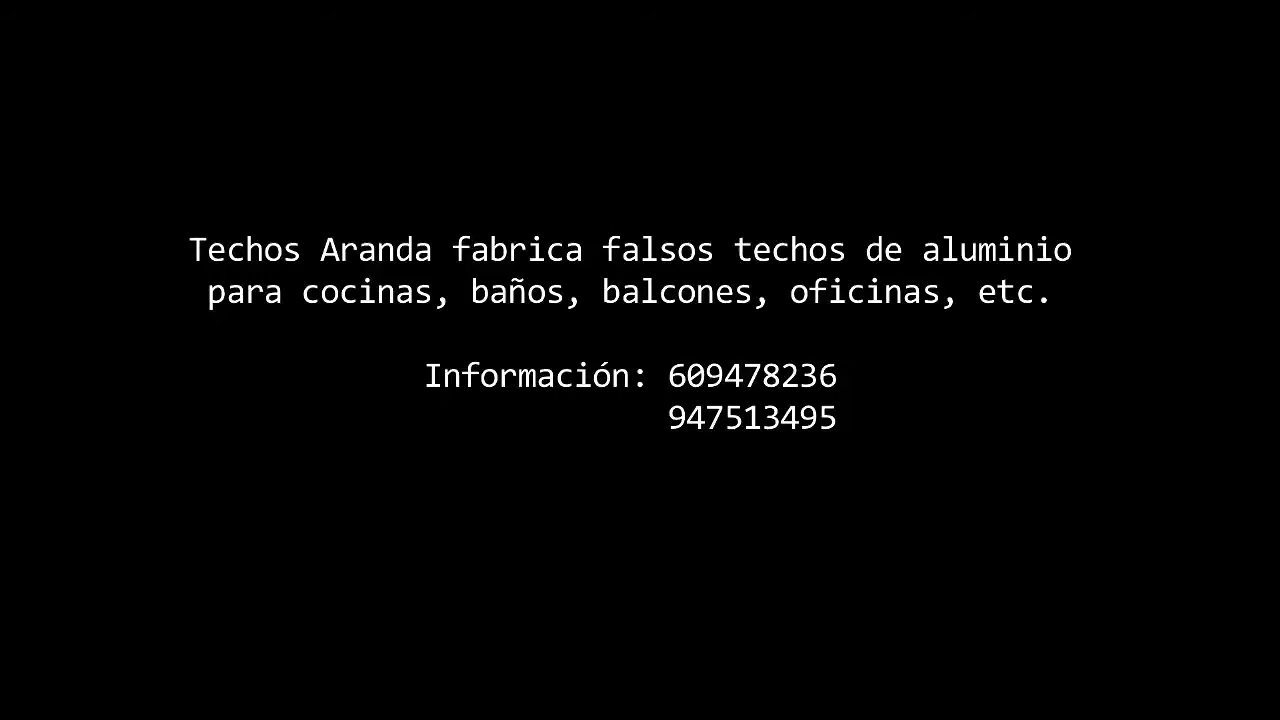 Techos Aranda fabrica falsos techos de aluminio
para cocinas, baños, balcones, oficinas, etc.
Información: 609478236
947513495